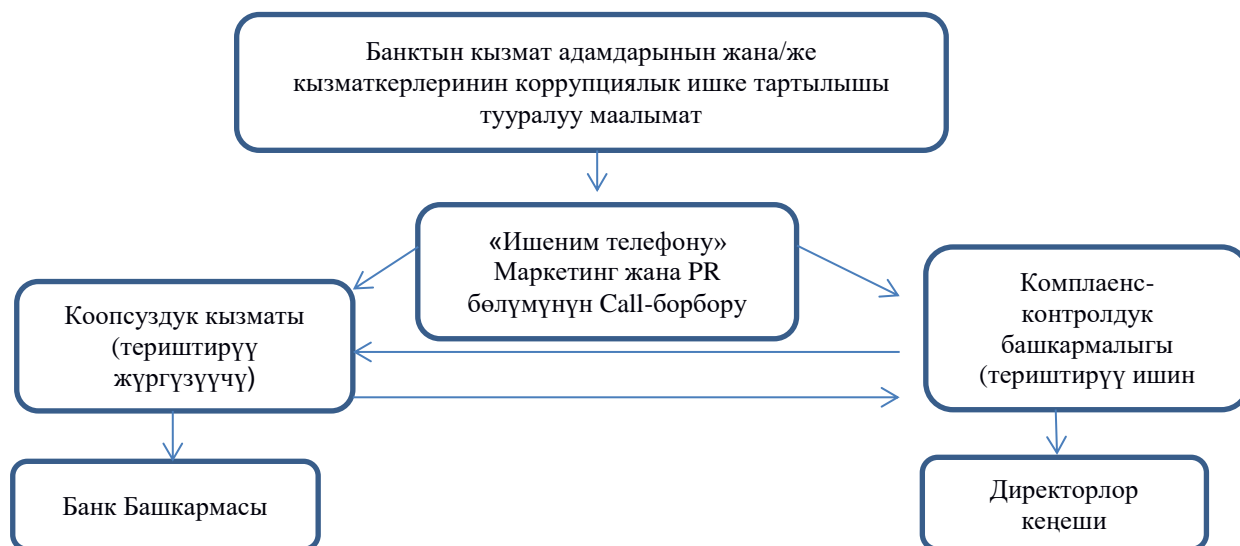 Банктын кызмат адамдарынын жана/же
кызматкерлеринин коррупциялык ишке тартылышы
тууралуу маалымат
«Ишеним телефону»
Маркетинг жана PR
бөлүмүнүн Call-борбору
Коопсуздук кызматы
(териштирүү
жүргүзүүчү)
Комплаенс-
контролдук
башкармалыгы
(териштирүү ишин
Банк Башкармасы
Директорлор
кеңеши